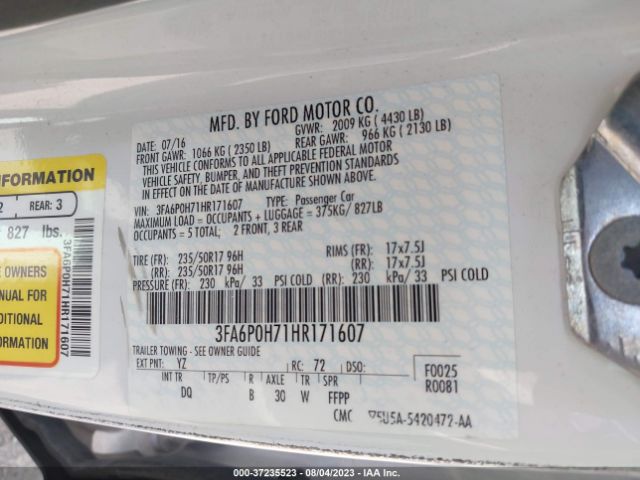 MFD. BY FORD MOTOR CO.
DATE: 07/16 GVWR: 2009 KG ( 4430 LB)
FRONT GAWR: 1066 KG ( 2350 LB) REAR GAWR: 966 KG ( 2130 LB)
THIS VEHICLE CONFORMS TO ALL APPLICABLE FEDERAL MOTOR
VEHICLE SAFETY, BUMPER, AND THEFT PREVENTION STANDARDS
IN EFFECT ON THE DATE OF MANUFACTURE SHOWN ABOVE.
VIN: 3FA6P0H71HR171607 TYPE: Passenger Car
MAXIMUM LOAD = OCCUPANTS + LUGGAGE = 375KG/ 827LB
OCCUPANTS = 5 TOTAL; 2 FRONT, 3 REAR
TIRE (FR): 235/50R17 96H RIMS (FR): 17x7.5J
(RR): 235/50R17 96H (RR): 17x7.5J
PRESSURE (FR): 230 kPa/ 33 PSI COLD (RR): 230 kPa/ 33 PSI COLD
3FA6P0H71HR171607
TRAILER TOWING - SEE OWNER GUIDE
EXT PNT: YZ RC: 72 DSO: F0025
INT TR TP/PS R AXLE TR SPR R0081
DQ B 30 W FFPP
CMC 5U5A-5420472-AA
INFORMATION
2 REAR: 3
827 lbs.
OWNERS
MANUAL FOR
DITIONAL
FORMATION
3FA6P0H71HR171607
000-37235523 - 08/04/2023 - IAA Inc.